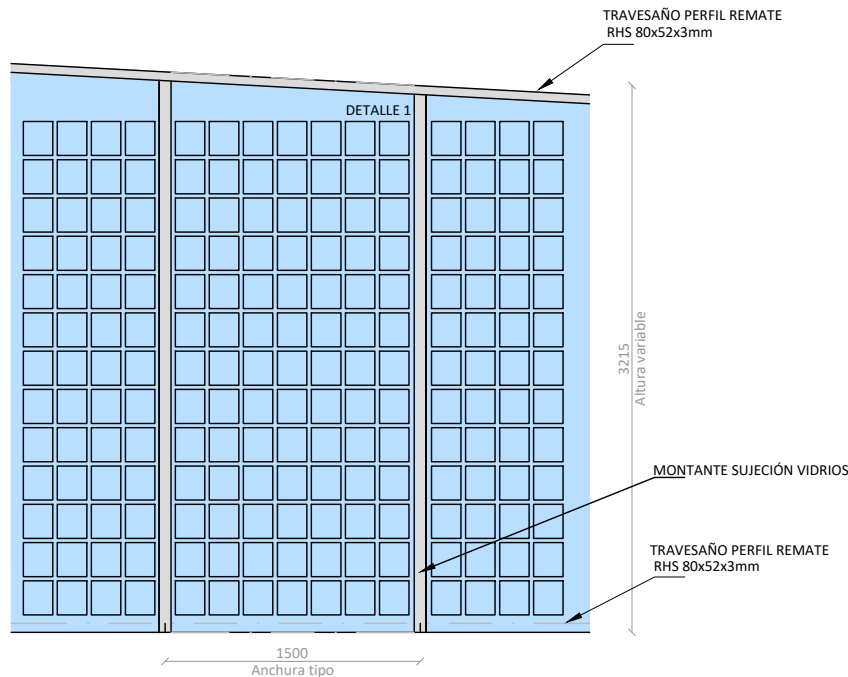 TRAVESAÑO PERFIL REMATE
RHS 80x52x3mm
DETALLE 1
3215
Altura variable
MONTANTE SUJECIÓN VIDRIOS
TRAVESAÑO PERFIL REMATE
RHS 80x52x3mm
1500
Anchura tipo